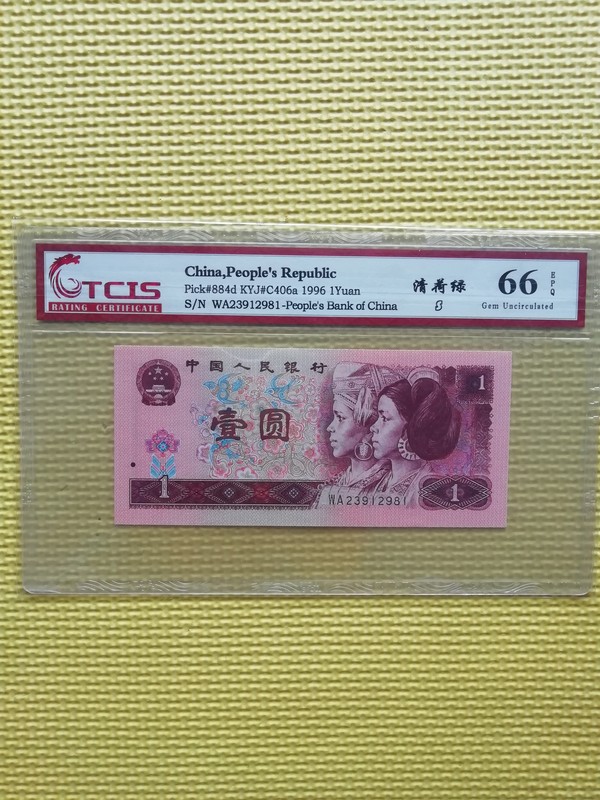 TCIS
RATING CERTIFICATE
China,People's Republic
Pick#884d KYJ#C406a 1996 1Yuan
S/N WA23912981-People's Bank of China
清荷绿
8
66
EPQ
Gem Uncirculated
中国人民银行
1
壹圆
1
WA23912981
1